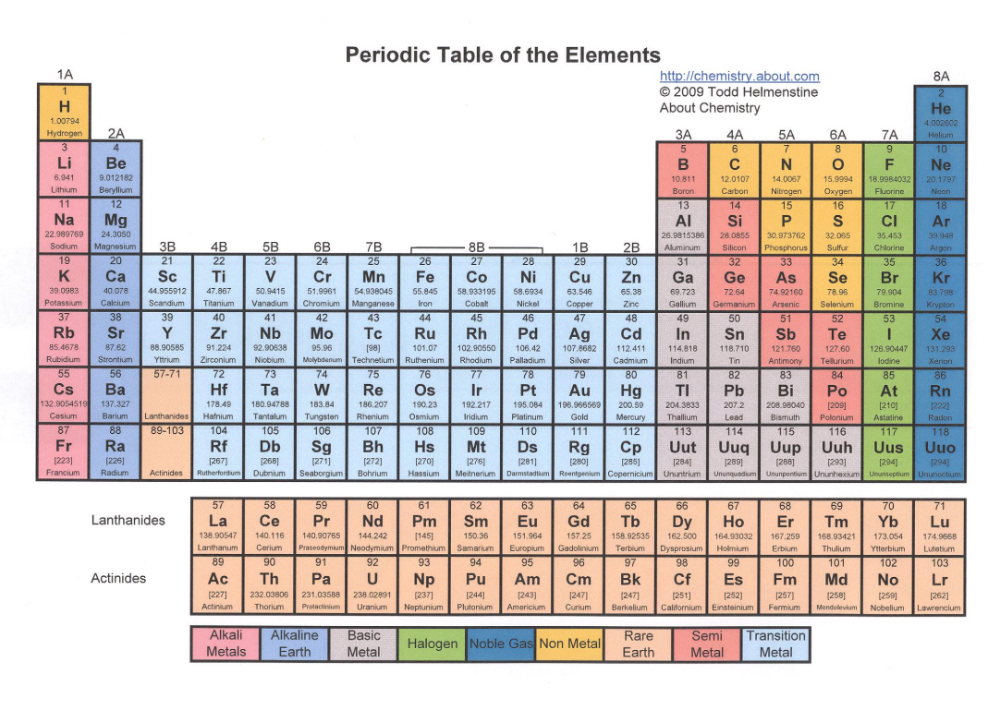 Periodic Table of the Elements
http://chemistry.about.com
© 2009 Todd Helmenstine
About Chemistry
1A 8A
1 2
H He
1.00794 4.002602
Hydrogen Helium
2A 3A 4A 5A 6A 7A
3 4 5 6 7 8 9 10
Li Be B C N O F Ne
6.941 9.012182 10.811 12.0107 14.0067 15.9994 18.9984032 20.1797
Lithium Beryllium Boron Carbon Nitrogen Oxygen Fluorine Neon
11 12 13 14 15 16 17 18
Na Mg Al Si P S Cl Ar
22.989769 24.3050 26.9815386 28.0855 30.973762 32.065 35.453 39.948
Sodium Magnesium Aluminum Silicon Phosphorus Sulfur Chlorine Argon
3B 4B 5B 6B 7B 8B 1B 2B
19 20 21 22 23 24 25 26 27 28 29 30 31 32 33 34 35 36
K Ca Sc Ti V Cr Mn Fe Co Ni Cu Zn Ga Ge As Se Br Kr
39.0983 40.078 44.955912 47.867 50.9415 51.9961 54.938045 55.845 58.933195 58.6934 63.546 65.38 69.723 72.64 74.92160 78.96 79.904 83.798
Potassium Calcium Scandium Titanium Vanadium Chromium Manganese Iron Cobalt Nickel Copper Zinc Gallium Germanium Arsenic Selenium Bromine Krypton
37 38 39 40 41 42 43 44 45 46 47 48 49 50 51 52 53 54
Rb Sr Y Zr Nb Mo Tc Ru Rh Pd Ag Cd In Sn Sb Te I Xe
85.4678 87.62 88.90585 91.224 92.90638 95.96 [98] 101.07 102.90550 106.42 107.8682 112.411 114.818 118.710 121.760 127.60 126.90447 131.293
Rubidium Strontium Yttrium Zirconium Niobium Molybdenum Technetium Ruthenium Rhodium Palladium Silver Cadmium Indium Tin Antimony Tellurium Iodine Xenon
55 56 57-71 72 73 74 75 76 77 78 79 80 81 82 83 84 85 86
Cs Ba Hf Ta W Re Os Ir Pt Au Hg Tl Pb Bi Po At Rn
132.9054519 137.327 178.49 180.94788 183.84 186.207 190.23 192.217 195.084 196.966569 200.59 204.3833 207.2 208.98040 [209] [210] [222]
Cesium Barium Lanthanides Hafnium Tantalum Tungsten Rhenium Osmium Iridium Platinum Gold Mercury Thallium Lead Bismuth Polonium Astatine Radon
87 88 89-103 104 105 106 107 108 109 110 111 112 113 114 115 116 117 118
Fr Ra Rf Db Sg Bh Hs Mt Ds Rg Cp Uut Uuq Uup Uuh Uus Uuo
[223] [226] [267] [268] [271] [272] [270] [276] [281] [280] [285] [284] [289] [288] [293] [294] [294]
Francium Radium Actinides Rutherfordium Dubnium Seaborgium Bohrium Hassium Meitnerium Darmstadtium Roentgenium Copernicium Ununtrium Ununquadium Ununpentium Ununhexium Ununseptium Ununoctium
Lanthanides
57 58 59 60 61 62 63 64 65 66 67 68 69 70 71
La Ce Pr Nd Pm Sm Eu Gd Tb Dy Ho Er Tm Yb Lu
138.90547 140.116 140.90765 144.242 [145] 150.36 151.964 157.25 158.92535 162.500 164.93032 167.259 168.93421 173.054 174.9668
Lanthanum Cerium Praseodymium Neodymium Promethium Samarium Europium Gadolinium Terbium Dysprosium Holmium Erbium Thulium Ytterbium Lutetium
Actinides
89 90 91 92 93 94 95 96 97 98 99 100 101 102 103
Ac Th Pa U Np Pu Am Cm Bk Cf Es Fm Md No Lr
[227] 232.03806 231.03588 238.02891 [237] [244] [243] [247] [247] [251] [252] [257] [258] [259] [262]
Actinium Thorium Protactinium Uranium Neptunium Plutonium Americium Curium Berkelium Californium Einsteinium Fermium Mendelevium Nobelium Lawrencium
Alkali Metals
Alkaline Earth
Basic Metal
Halogen
Noble Gas
Non Metal
Rare Earth
Semi Metal
Transition Metal